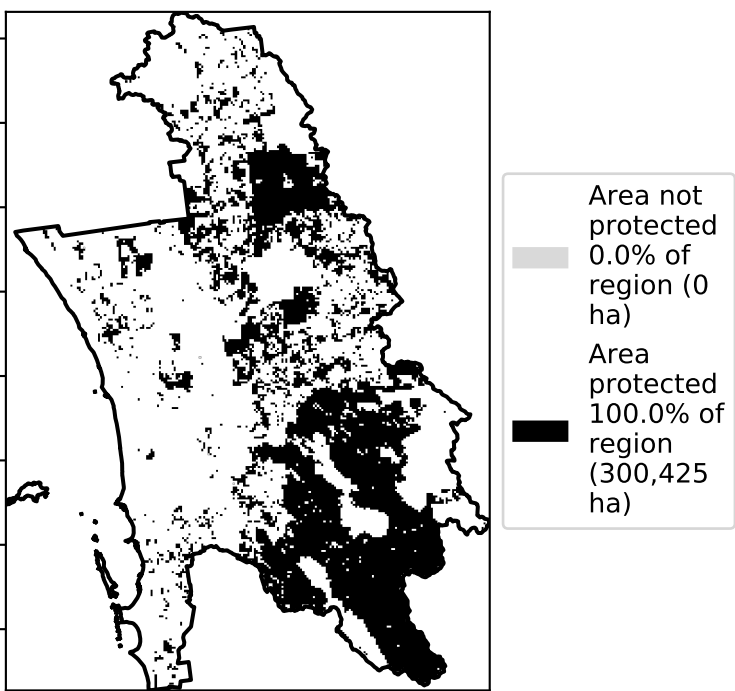 Area not
protected
0.0% of
region (0
ha)
Area
protected
100.0% of
region
(300,425
ha)